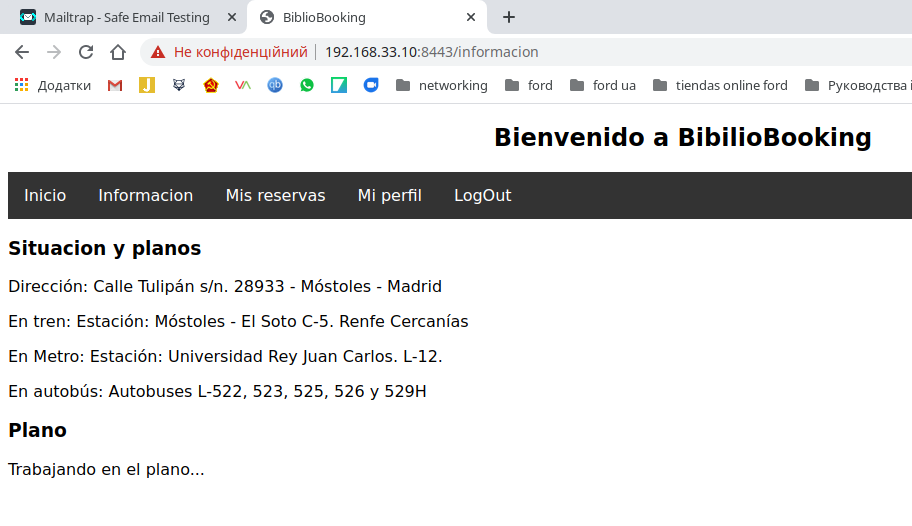 Mailtrap - Safe Email Testing
BiblioBooking
Не конфіденційний 192.168.33.10:8443/informacion
Додатки J qb networking ford ford ua tiendas online ford Руководства і
Bienvenido a BibilioBooking
Inicio Informacion Mis reservas Mi perfil LogOut
Situacion y planos
Dirección: Calle Tulipán s/n. 28933 - Móstoles - Madrid
En tren: Estación: Móstoles - El Soto C-5. Renfe Cercanías
En Metro: Estación: Universidad Rey Juan Carlos. L-12.
En autobús: Autobuses L-522, 523, 525, 526 y 529H
Plano
Trabajando en el plano...